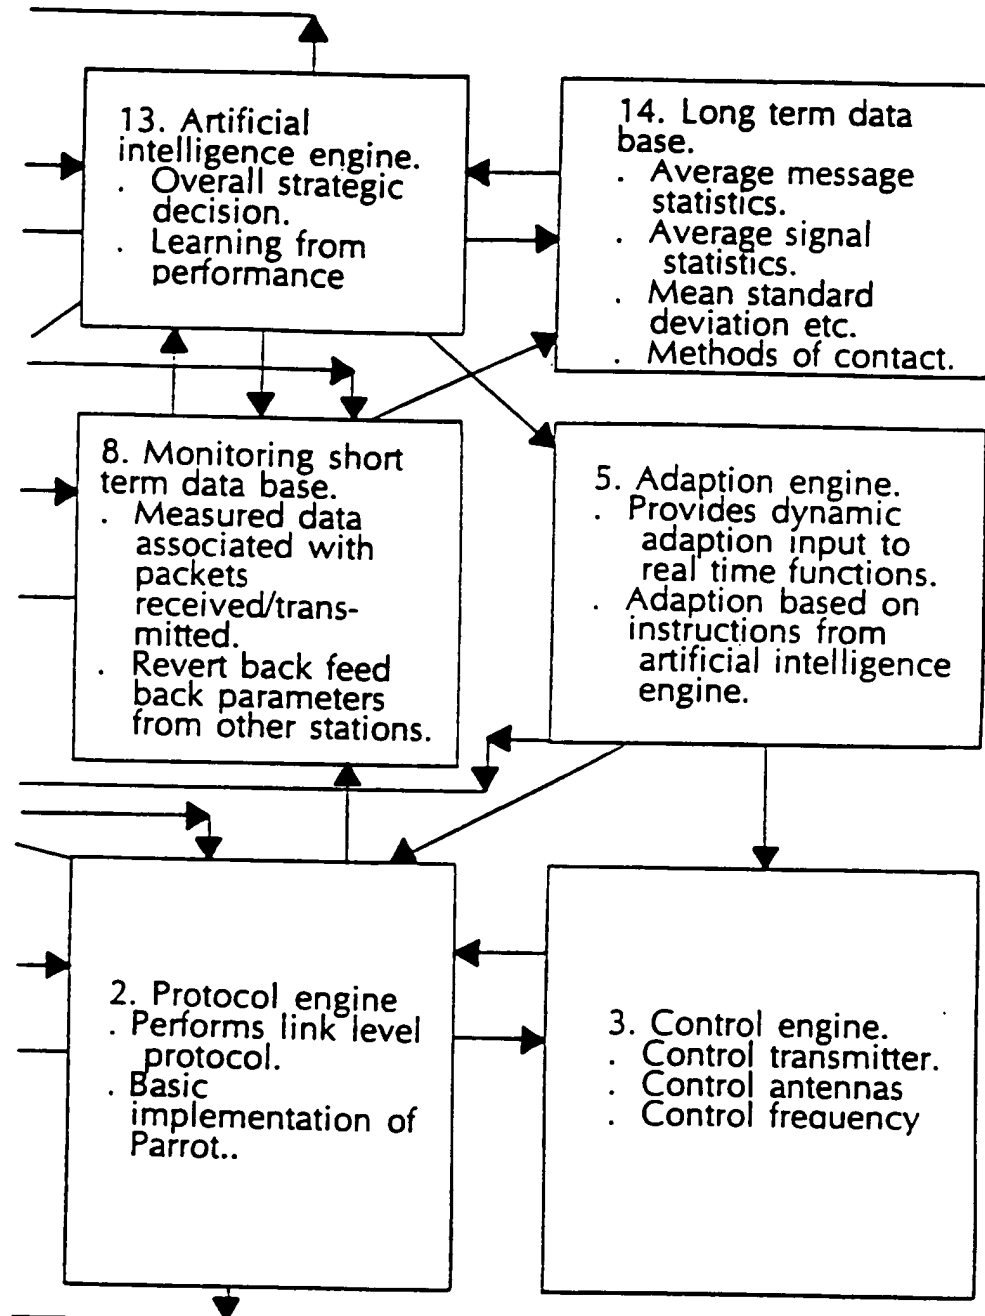 13. Artificial
intelligence engine.
. Overall strategic
decision.
. Learning from
performance
14. Long term data
base.
. Average message
statistics.
. Average signal
statistics.
. Mean standard
deviation etc.
. Methods of contact.
8. Monitoring short
term data base.
. Measured data
associated with
packets
received/trans-
mitted.
. Revert back feed
back parameters
from other stations.
5. Adaption engine.
. Provides dynamic
adaption input to
real time functions.
. Adaption based on
instructions from
artificial intelligence
engine.
2. Protocol engine
. Performs link level
protocol.
. Basic
implementation of
Parrot..
3. Control engine.
. Control transmitter.
. Control antennas
. Control frequency